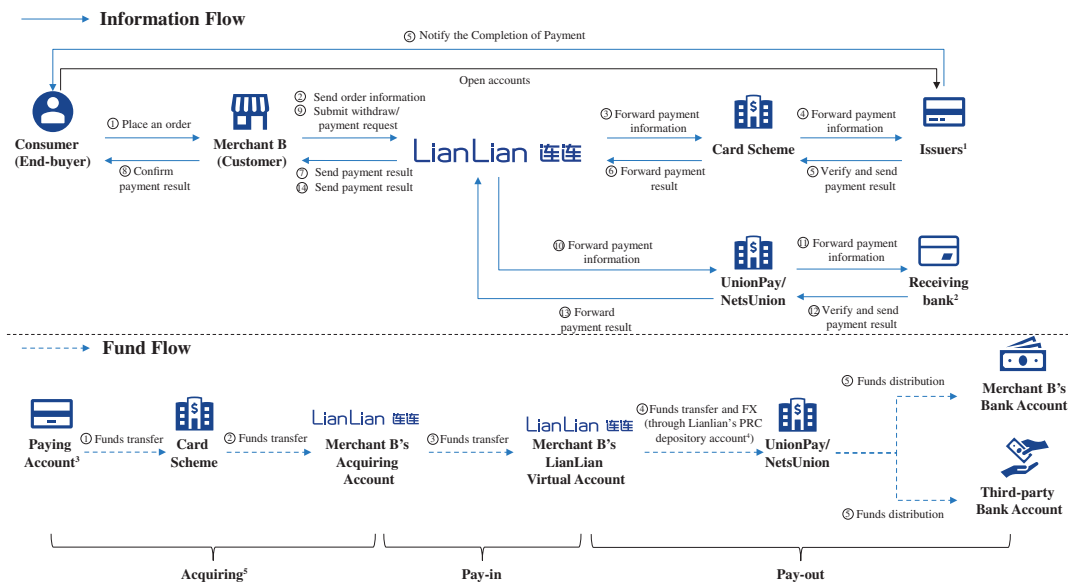 Information Flow
⑤ Notify the Completion of Payment
Open accounts
Consumer
(End-buyer)
① Place an order
⑧ Confirm
payment result
Merchant B
(Customer)
② Send order information
⑨ Submit withdraw/
payment request
⑦ Send payment result
⑭ Send payment result
LianLian 连连
③ Forward payment
information
⑥ Forward payment
result
Card Scheme
④ Forward payment
information
⑤ Verify and send
payment result
Issuers¹
⑩ Forward payment
information
⑬ Forward
payment result
UnionPay/
NetsUnion
⑪ Forward payment
information
⑫ Verify and send
payment result
Receiving
bank²
Fund Flow
Paying
Account³
① Funds transfer
Card
Scheme
② Funds transfer
LianLian 连连
Merchant B's
Acquiring
Account
③ Funds transfer
LianLian 连连
Merchant B's
LianLian
Virtual Account
④ Funds transfer and FX
(through Lianlian's PRC
depository account⁴)
UnionPay/
NetsUnion
⑤ Funds distribution
Merchant B's
Bank Account
⑤ Funds distribution
Third-party
Bank Account
Acquiring⁵
Pay-in
Pay-out